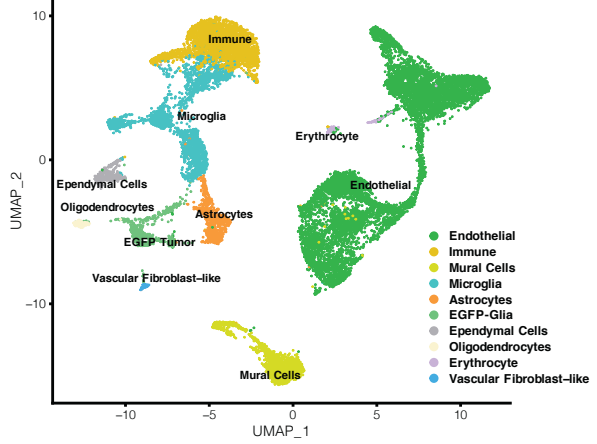 10
0
−10
UMAP_2
Immune
Microglia
Erythrocyte
Ependymal Cells
Endothelial
Oligodendrocytes
Astrocytes
EGFP Tumor
Vascular Fibroblast–like
Mural Cells
Endothelial
Immune
Mural Cells
Microglia
Astrocytes
EGFP-Glia
Ependymal Cells
Oligodendrocytes
Erythrocyte
Vascular Fibroblast–like
−10 −5 0 5 10
UMAP_1